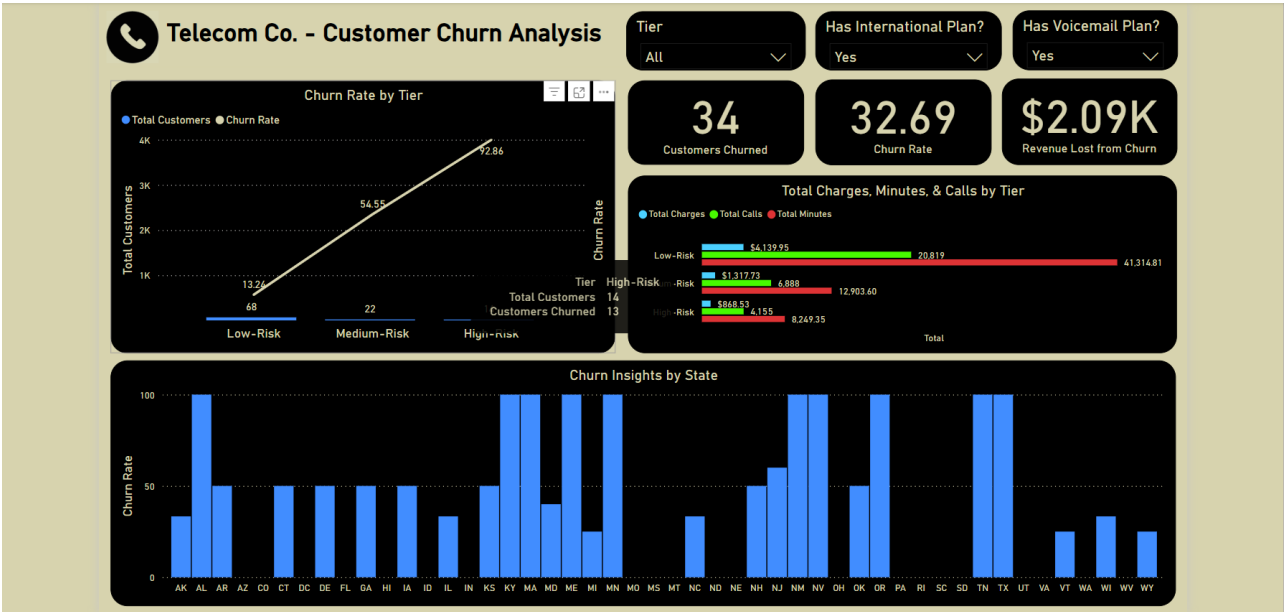 Telecom Co. - Customer Churn Analysis
Tier
All
Has International Plan?
Yes
Has Voicemail Plan?
Yes
34
Customers Churned
32.69
Churn Rate
$2.09K
Revenue Lost from Churn
Churn Rate by Tier
Total Customers Churn Rate
Total Customers
4K
3K
2K
1K
92.86
54.55
13.24
68
22
Low-Risk Medium-Risk High-Risk
Churn Rate
Tier High-Risk
Total Customers 14
Customers Churned 13
Total Charges, Minutes, & Calls by Tier
Total Charges Total Calls Total Minutes
Low-Risk
$4,139.95
20,819
41,314.81
-Risk
$1,317.73
6,888
12,903.60
High-Risk
$868.53
4,155
8,249.35
Total
Churn Insights by State
Churn Rate
100
50
0
AK AL AR AZ CO CT DC DE FL GA HI IA ID IL IN KS KY MA MD ME MI MN MO MS MT NC ND NE NH NJ NM NV OH OK OR PA RI SC SD TN TX UT VA VT WA WI WV WY